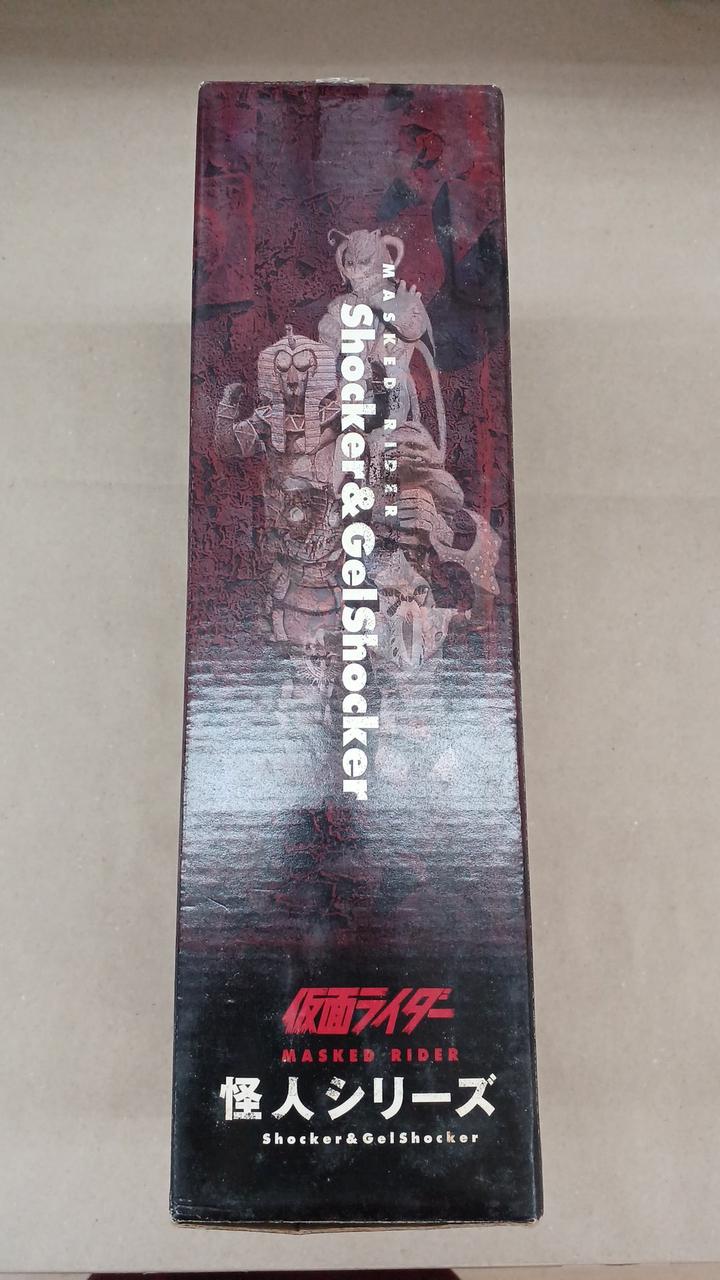 MASKED RIDER
Shocker&GelShocker
仮面ライダー
MASKED RIDER
怪人シリーズ
Shocker&GelShocker